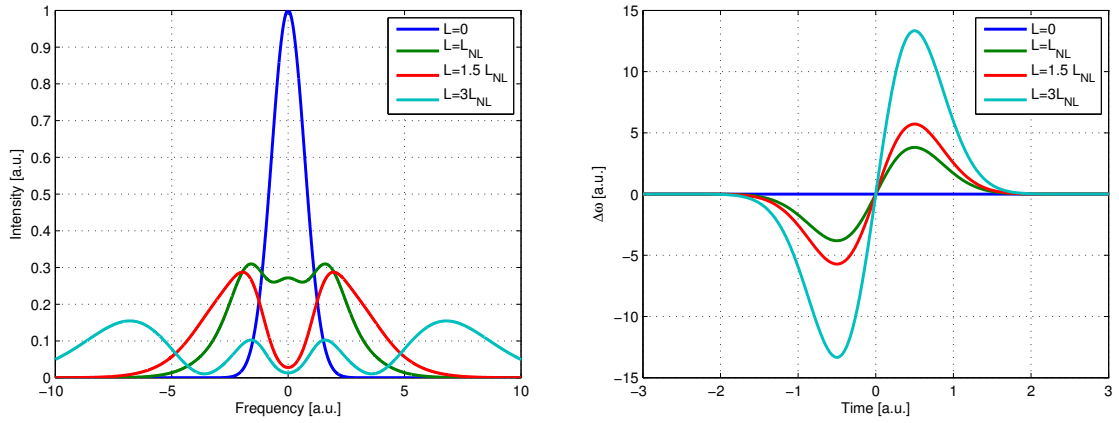 1
0.9
0.8
0.7
0.6
0.5
0.4
0.3
0.2
0.1
0
Intensity [a.u.]
−10
−5
0
5
10
Frequency [a.u.]
L=0
L=L_NL
L=1.5 L_NL
L=3L_NL
15
10
5
0
−5
−10
−15
Δω [a.u.]
−3
−2
−1
0
1
2
3
Time [a.u.]
L=0
L=L_NL
L=1.5 L_NL
L=3L_NL